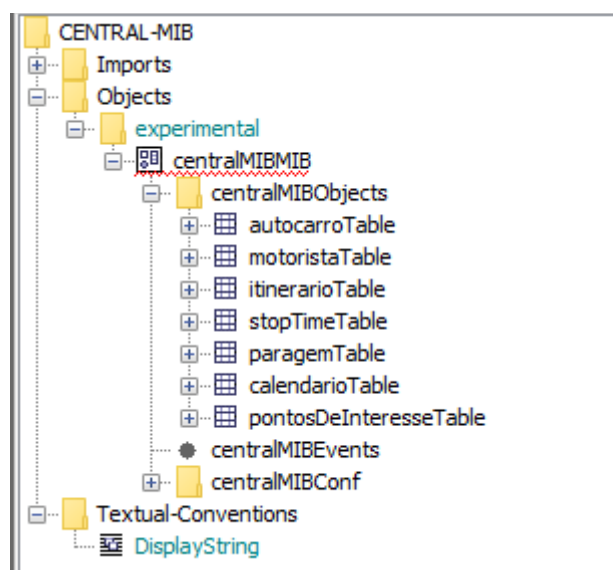 CENTRAL-MIB
Imports
Objects
experimental
centralMIBMIB
centralMIBObjects
autocarroTable
motoristaTable
itinerarioTable
stopTimeTable
paragemTable
calendarioTable
pontosDeInteresseTable
centralMIBEvents
centralMIBConf
Textual-Conventions
DisplayString